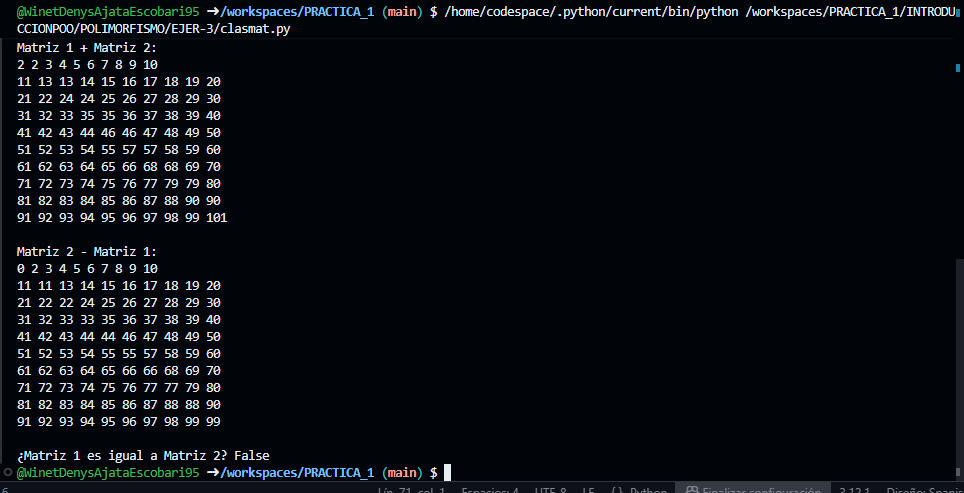 @WinetDenysAjataEscobari95 ➜/workspaces/PRACTICA_1 (main) $ /home/codespace/.python/current/bin/python /workspaces/PRACTICA_1/INTRODU
CCIONPOO/POLIMORFISMO/EJER-3/clasmat.py
Matriz 1 + Matriz 2:
2 2 3 4 5 6 7 8 9 10
11 13 13 14 15 16 17 18 19 20
21 22 24 24 25 26 27 28 29 30
31 32 33 35 35 36 37 38 39 40
41 42 43 44 46 46 47 48 49 50
51 52 53 54 55 57 57 58 59 60
61 62 63 64 65 66 68 68 69 70
71 72 73 74 75 76 77 79 79 80
81 82 83 84 85 86 87 88 90 90
91 92 93 94 95 96 97 98 99 101
Matriz 2 - Matriz 1:
0 2 3 4 5 6 7 8 9 10
11 11 13 14 15 16 17 18 19 20
21 22 22 24 25 26 27 28 29 30
31 32 33 33 35 36 37 38 39 40
41 42 43 44 44 46 47 48 49 50
51 52 53 54 55 55 57 58 59 60
61 62 63 64 65 66 66 68 69 70
71 72 73 74 75 76 77 77 79 80
81 82 83 84 85 86 87 88 88 90
91 92 93 94 95 96 97 98 99 99
¿Matriz 1 es igual a Matriz 2? False
@WinetDenysAjataEscobari95 ➜/workspaces/PRACTICA_1 (main) $
Lín. 71, col. 1 Espacios: 4 UTF-8 LF {} Python Finalizar configuración 3.12.1 Diseño: Spanis